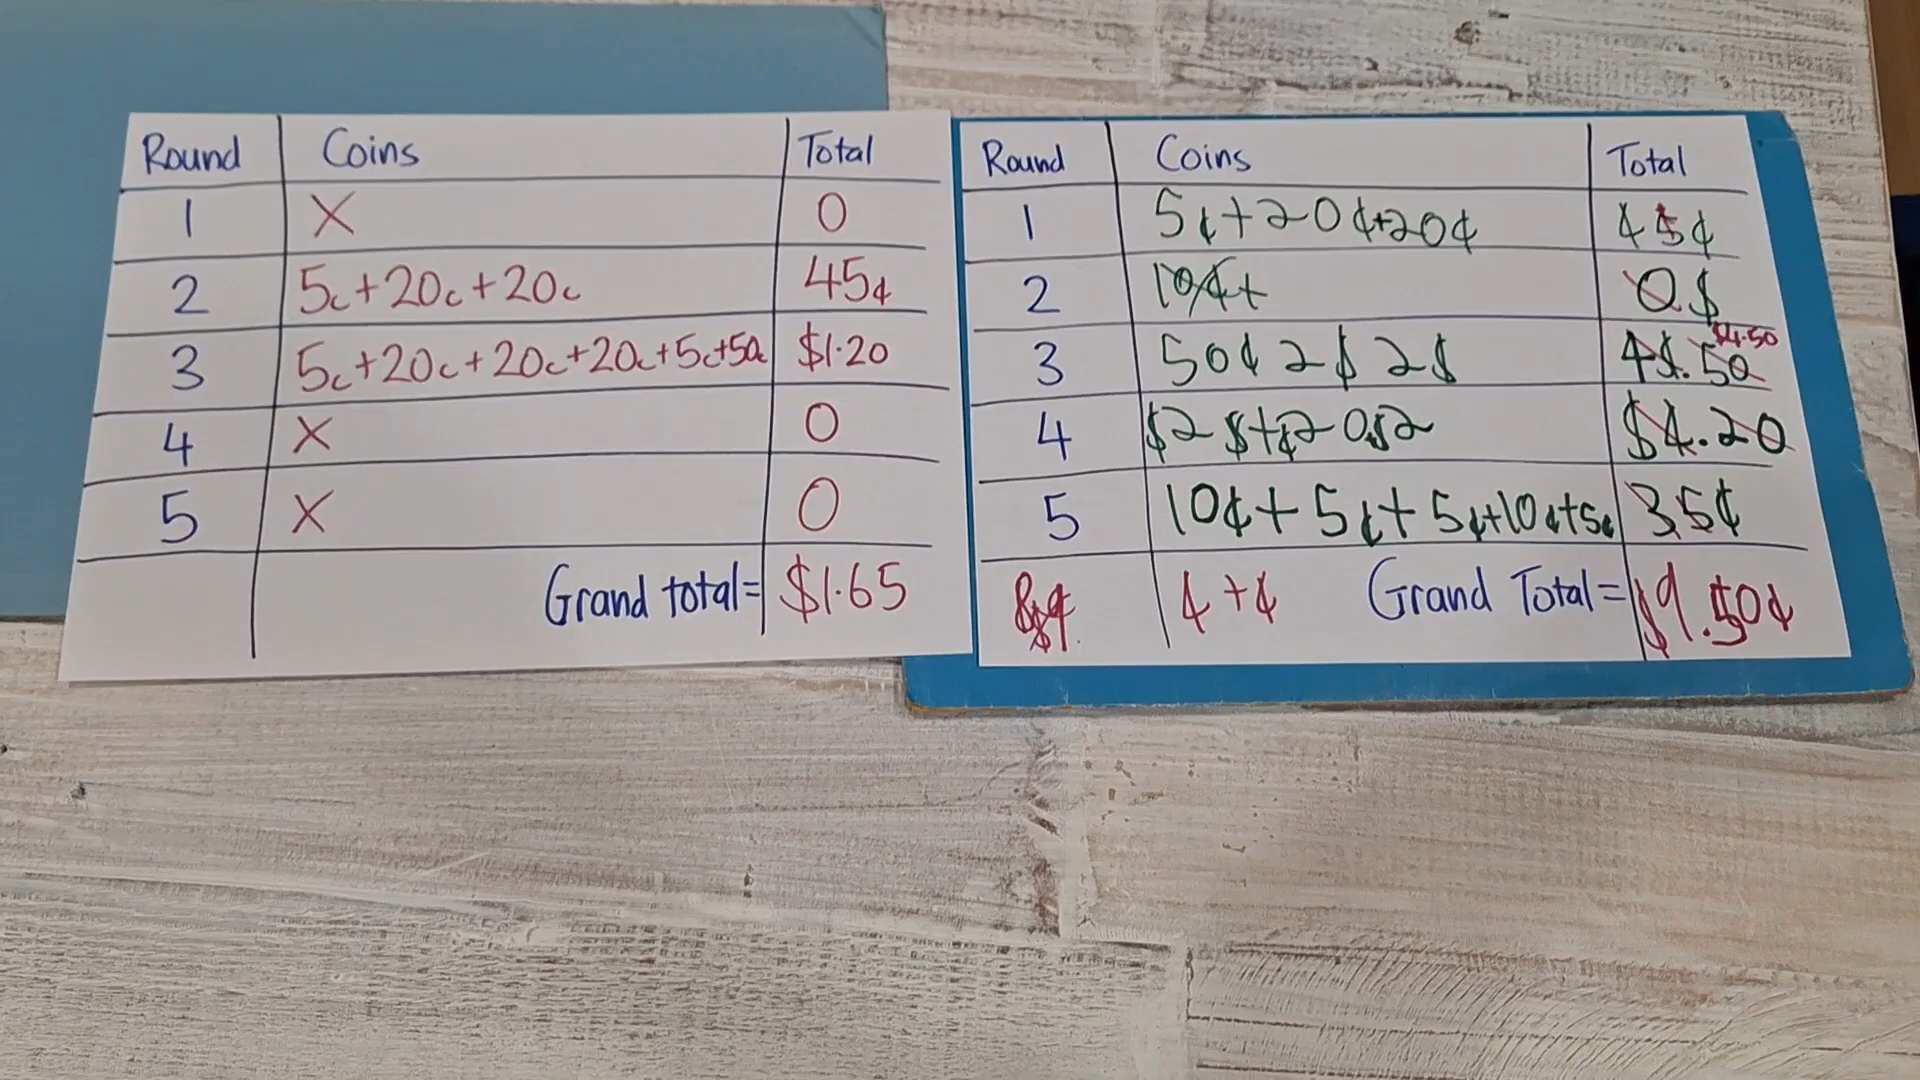 Round Coins Total
1 X 0
2 5c+20c+20c 45¢
3 5c+20c+20c+20c+5c+50c $1.20
4 X 0
5 X 0
Grand total= $1.65
Round Coins Total
1 5¢+20¢+20¢ 45¢
2 10¢+ 0$
3 50¢ 2$ 2$ 4$.50 $4.50
4 $2 $+¢20 $2 $4.20
5 10¢+5¢+5¢+10¢+5¢ 35¢
¢+¢ Grand Total= $9.50¢